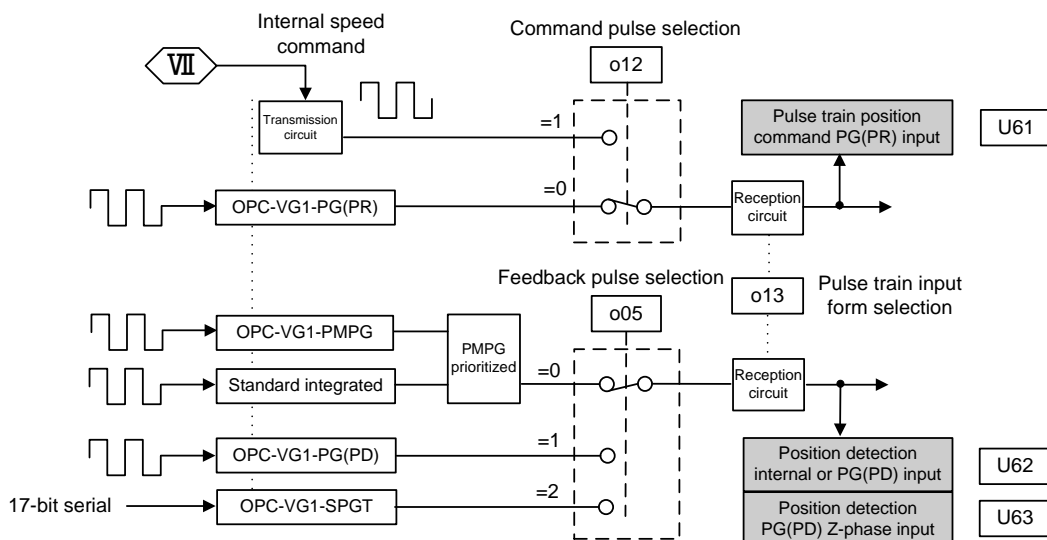 Internal speed
command
Command pulse selection
Ⅶ
o12
Transmission
circuit
=1
Pulse train position
command PG(PR) input
U61
OPC-VG1-PG(PR)
=0
Reception
circuit
Feedback pulse selection
o05
o13
Pulse train input
form selection
OPC-VG1-PMPG
PMPG
prioritized
Standard integrated
=0
Reception
circuit
OPC-VG1-PG(PD)
=1
Position detection
internal or PG(PD) input
U62
17-bit serial
OPC-VG1-SPGT
=2
Position detection
PG(PD) Z-phase input
U63